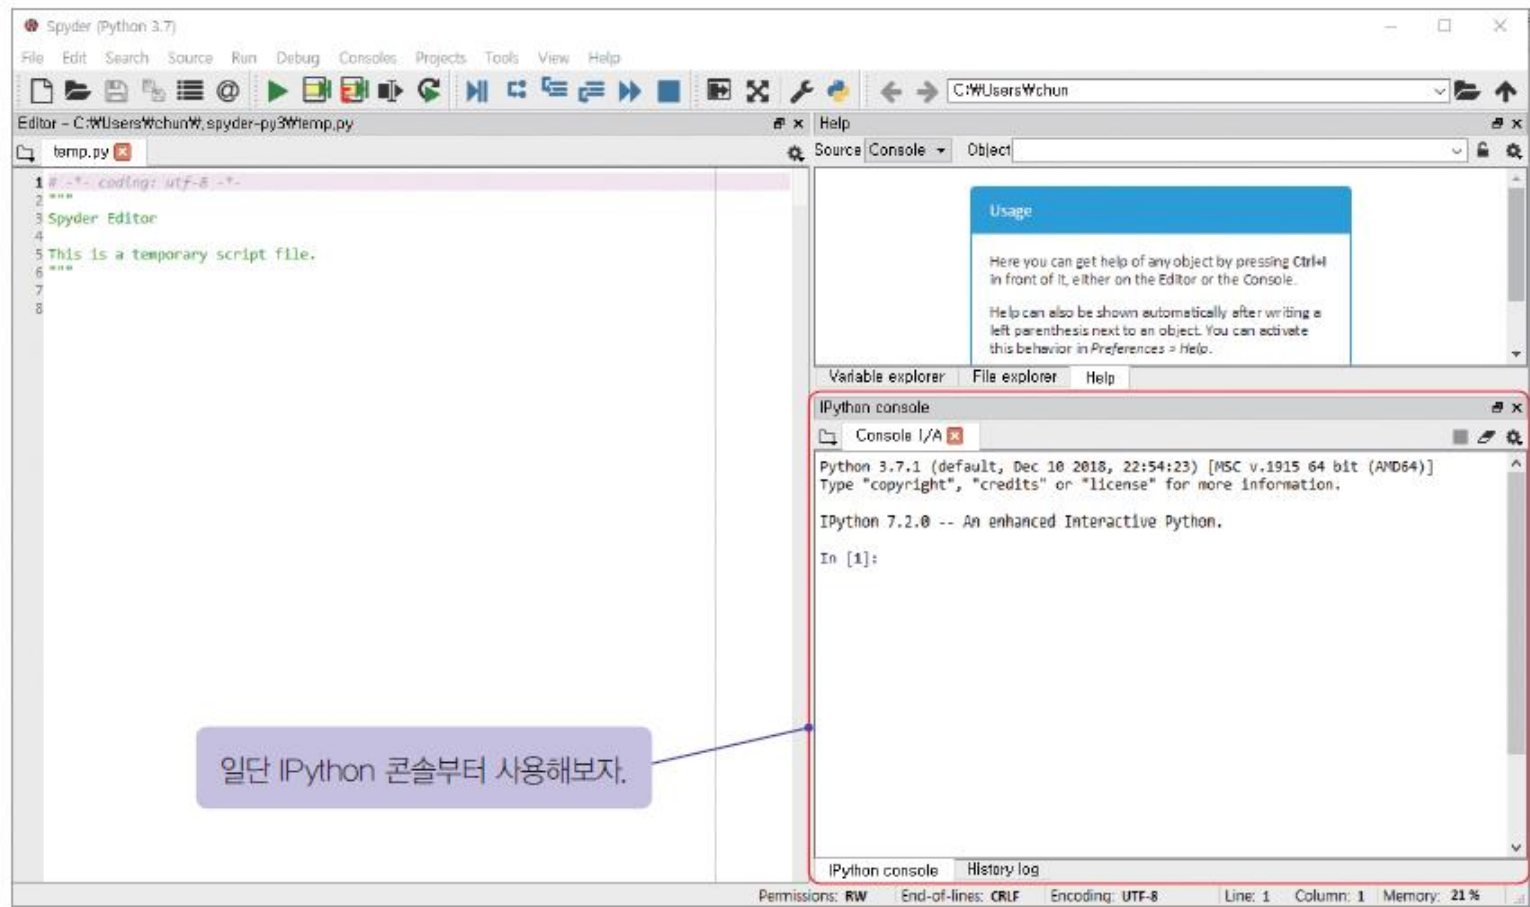 Spyder (Python 3.7)
File Edit Search Source Run Debug Consoles Projects Tools View Help
C:₩Users₩chun
Editor - C:₩Users₩chun₩.spyder-py3₩temp.py
temp.py
1 # -*- coding: utf-8 -*-
2 """
3 Spyder Editor
4
5 This is a temporary script file.
6 """
7
8
Help
Source Console Object
Usage
Here you can get help of any object by pressing Ctrl+I
in front of it, either on the Editor or the Console.
Help can also be shown automatically after writing a
left parenthesis next to an object. You can activate
this behavior in Preferences > Help.
Variable explorer File explorer Help
IPython console
Console 1/A
Python 3.7.1 (default, Dec 10 2018, 22:54:23) [MSC v.1915 64 bit (AMD64)]
Type "copyright", "credits" or "license" for more information.
IPython 7.2.0 -- An enhanced Interactive Python.
In [1]:
일단 IPython 콘솔부터 사용해보자.
IPython console History log
Permissions: RW End-of-lines: CRLF Encoding: UTF-8 Line: 1 Column: 1 Memory: 21 %